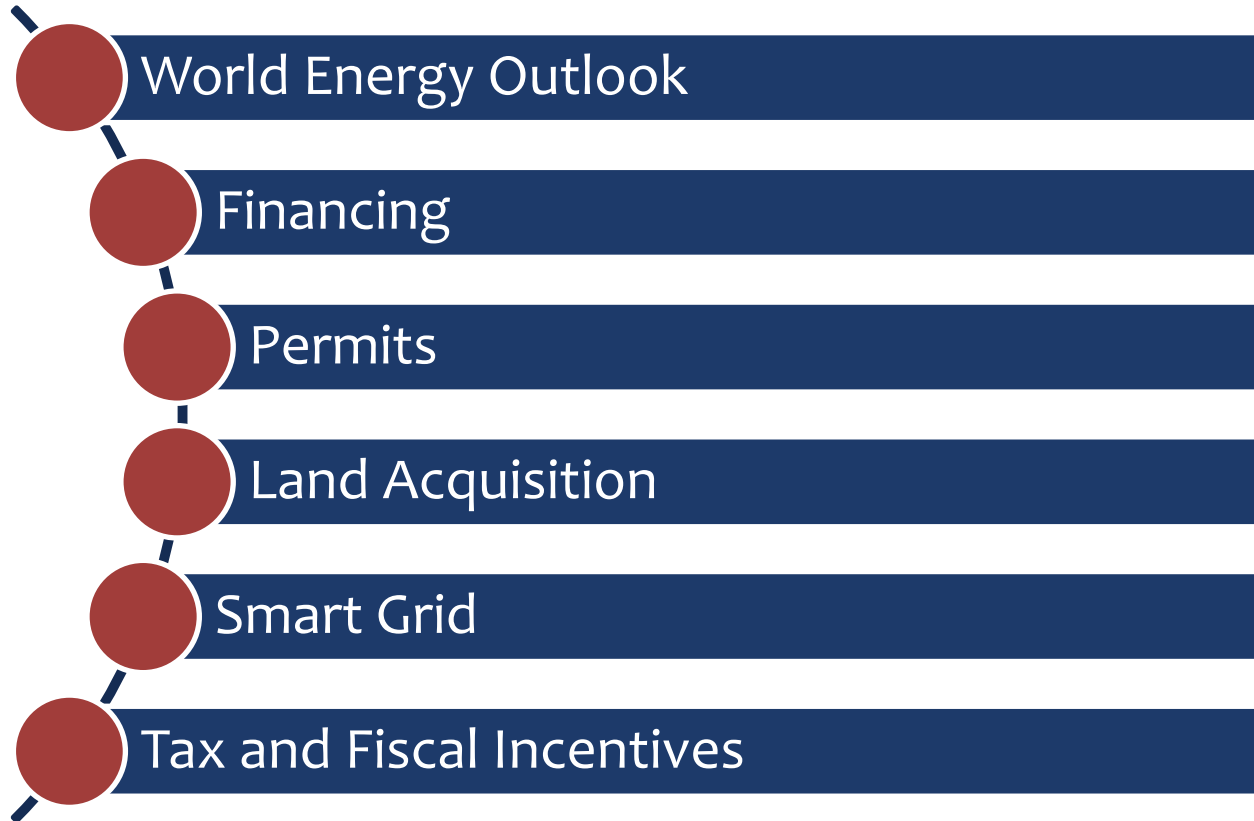 World Energy Outlook
Financing
Permits
Land Acquisition
Smart Grid
Tax and Fiscal Incentives